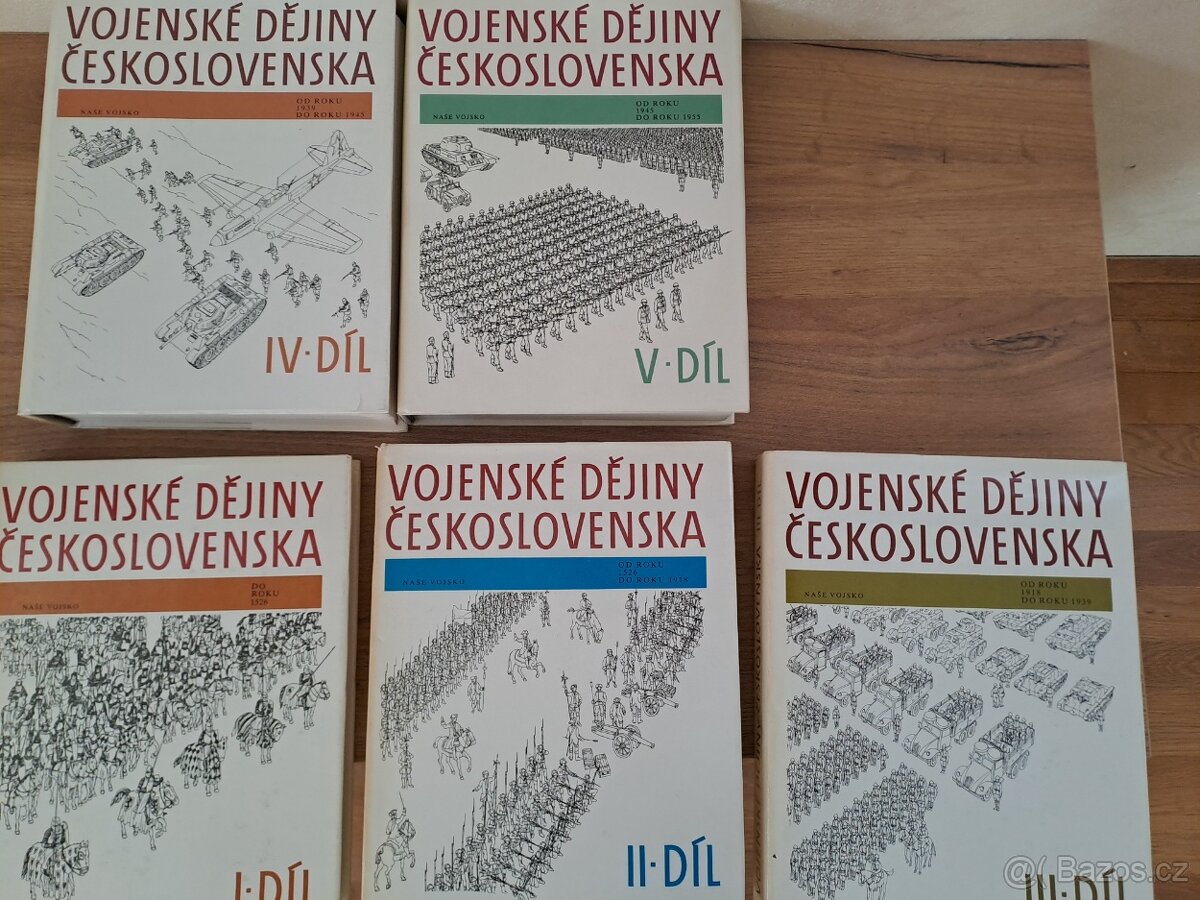 VOJENSKÉ DĚJINY
ČESKOSLOVENSKA
NAŠE VOJSKO
OD ROKU
1939
DO ROKU 1945
IV·DÍL
VOJENSKÉ DĚJINY
ČESKOSLOVENSKA
NAŠE VOJSKO
OD ROKU
1945
DO ROKU 1955
V·DÍL
VOJENSKÉ DĚJINY
ČESKOSLOVENSKA
NAŠE VOJSKO
DO
ROKU
1526
I·DÍL
VOJENSKÉ DĚJINY
ČESKOSLOVENSKA
NAŠE VOJSKO
OD ROKU
1526
DO ROKU 1918
II·DÍL
VOJENSKÉ DĚJINY
ČESKOSLOVENSKA
NAŠE VOJSKO
OD ROKU
1918
DO ROKU 1939
III·DÍL
Bazos.cz